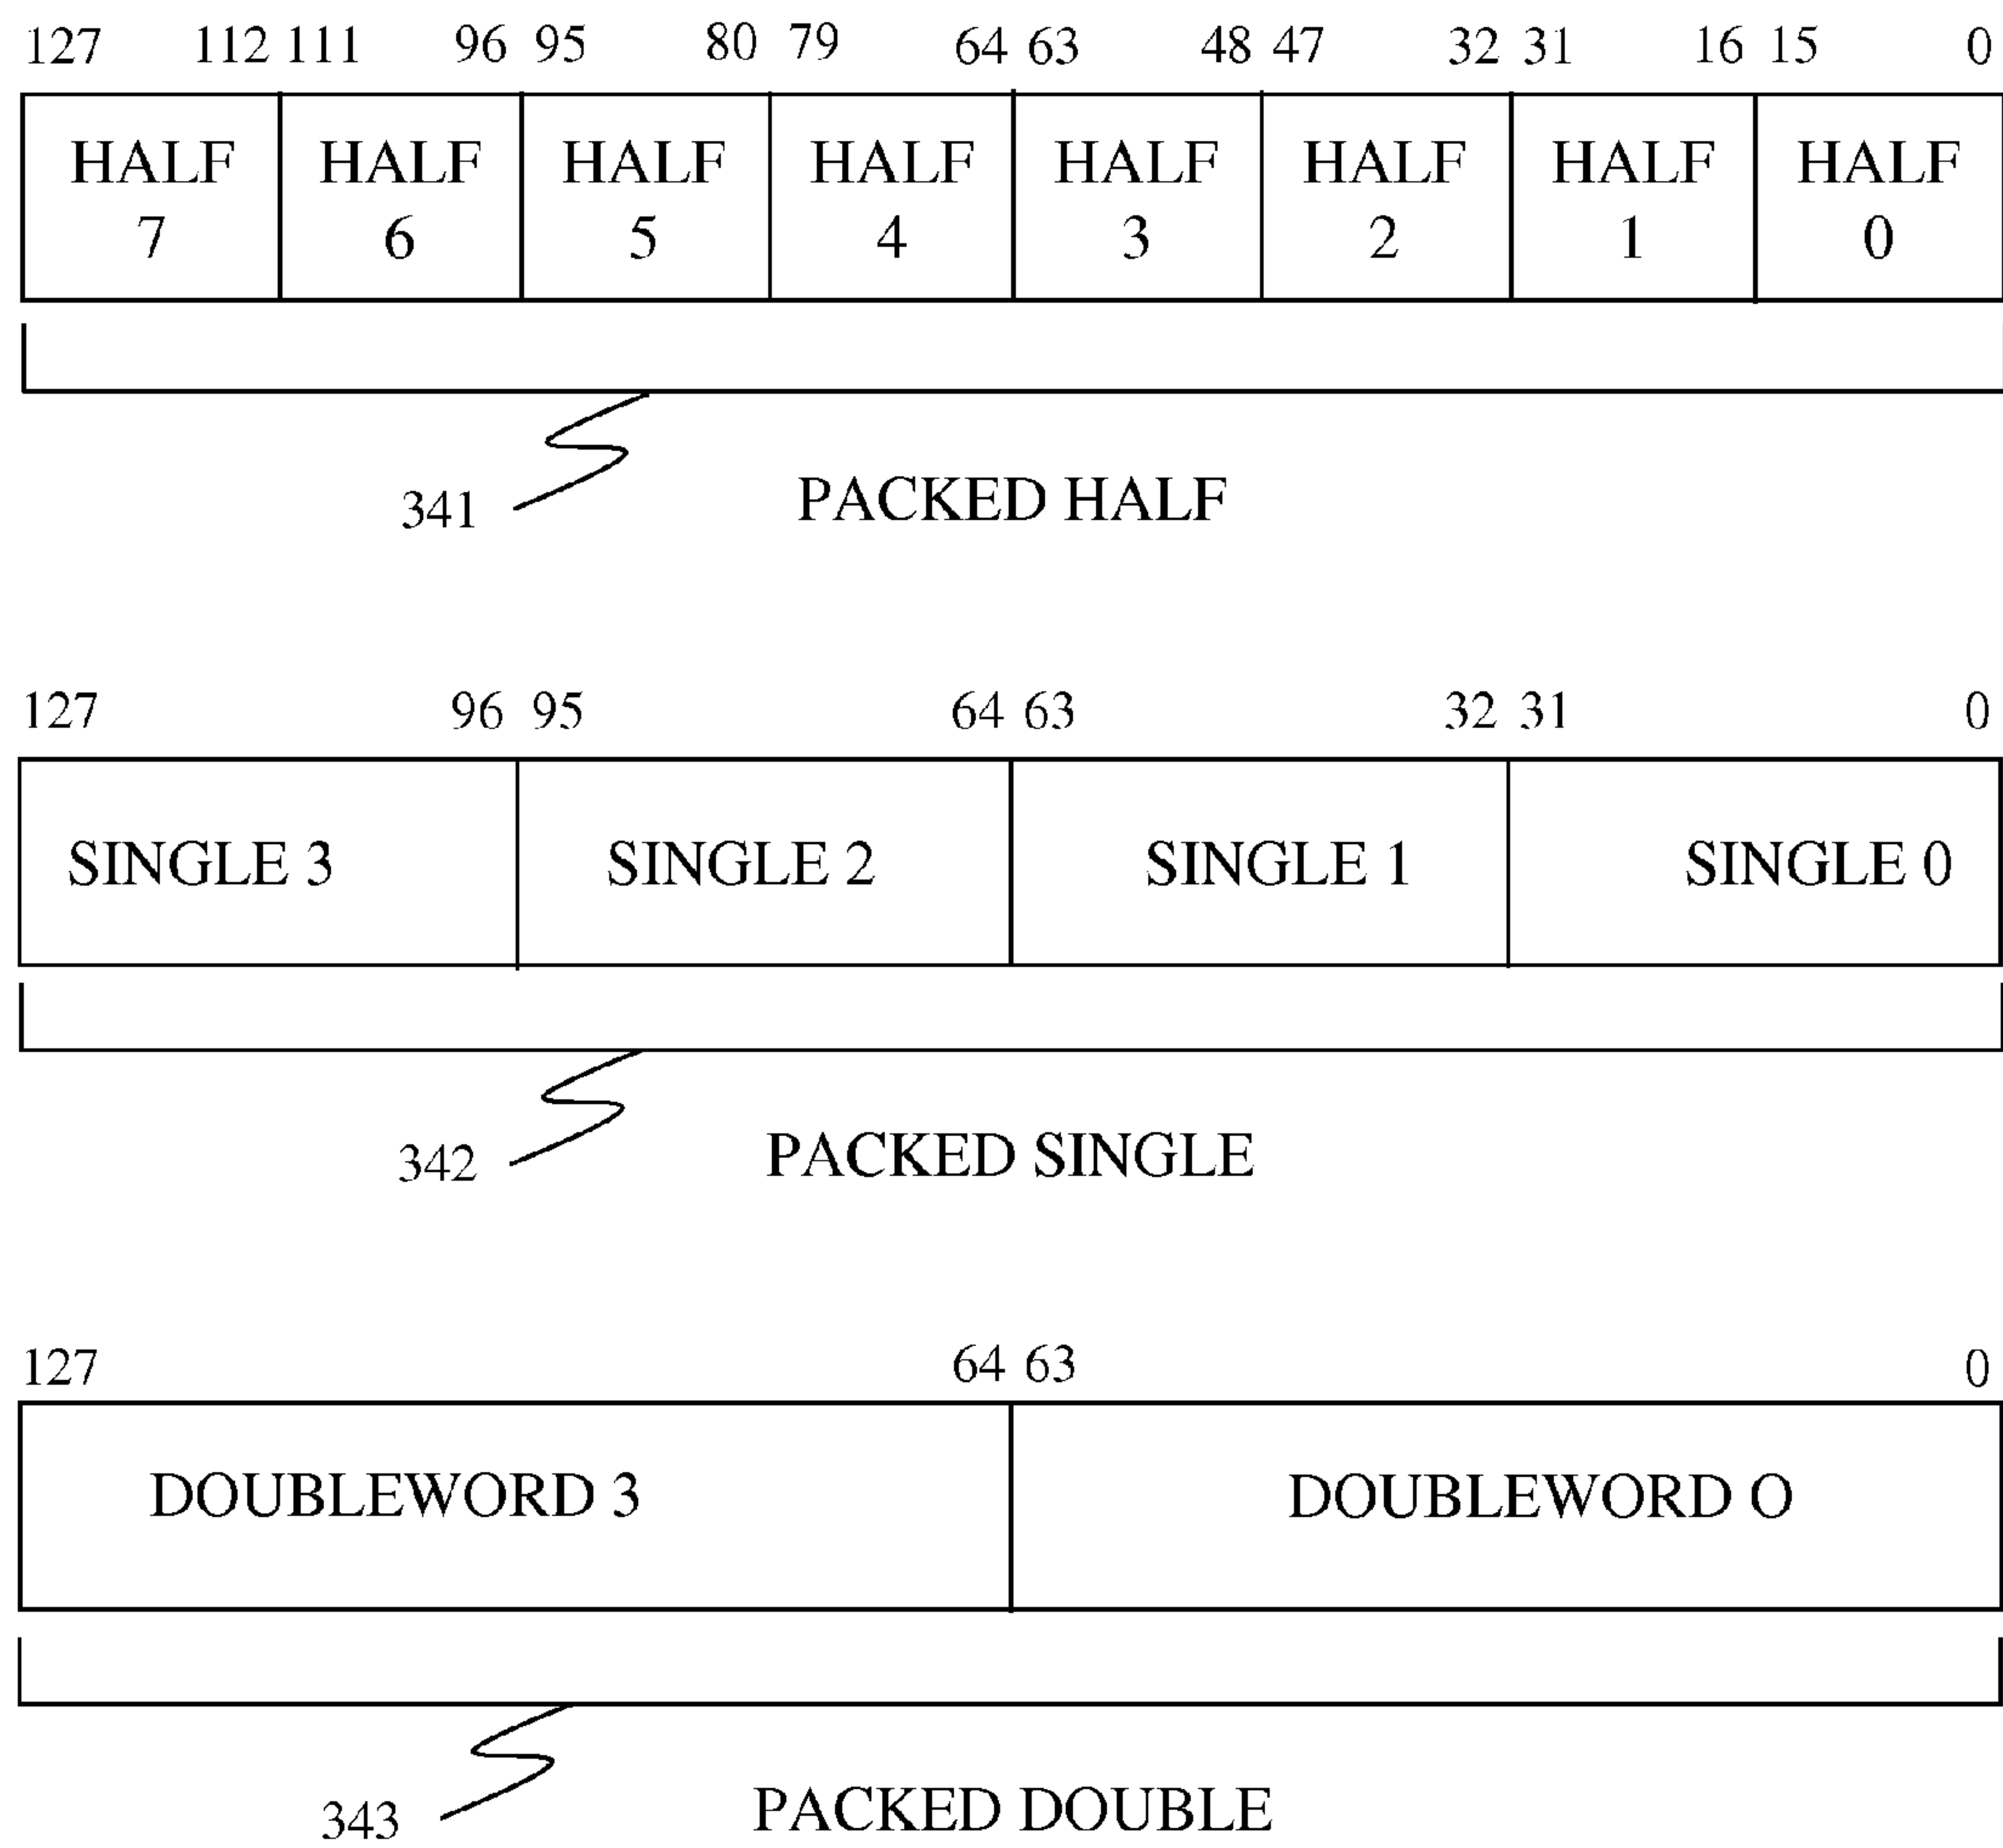 127 112 111 96 95 80 79 64 63 48 47 32 31 16 15 0
HALF HALF HALF HALF HALF HALF HALF HALF
7 6 5 4 3 2 1 0
341 PACKED HALF
127 96 95 64 63 32 31 0
SINGLE 3 SINGLE 2 SINGLE 1 SINGLE 0
342 PACKED SINGLE
127 64 63 0
DOUBLEWORD 3 DOUBLEWORD O
343 PACKED DOUBLE